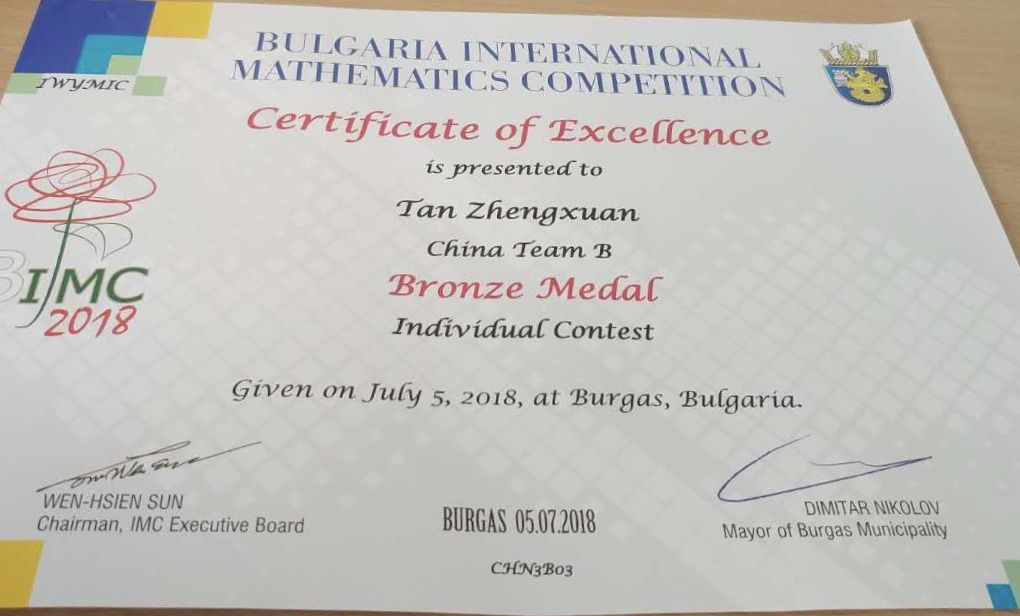 BULGARIA INTERNATIONAL
MATHEMATICS COMPETITION
IWYMIC
Certificate of Excellence
is presented to
Tan Zhengxuan
China Team B
Bronze Medal
Individual Contest
BIMC
2018
Given on July 5, 2018, at Burgas, Bulgaria.
WEN-HSIEN SUN
Chairman, IMC Executive Board
BURGAS 05.07.2018
DIMITAR NIKOLOV
Mayor of Burgas Municipality
CHN3B03